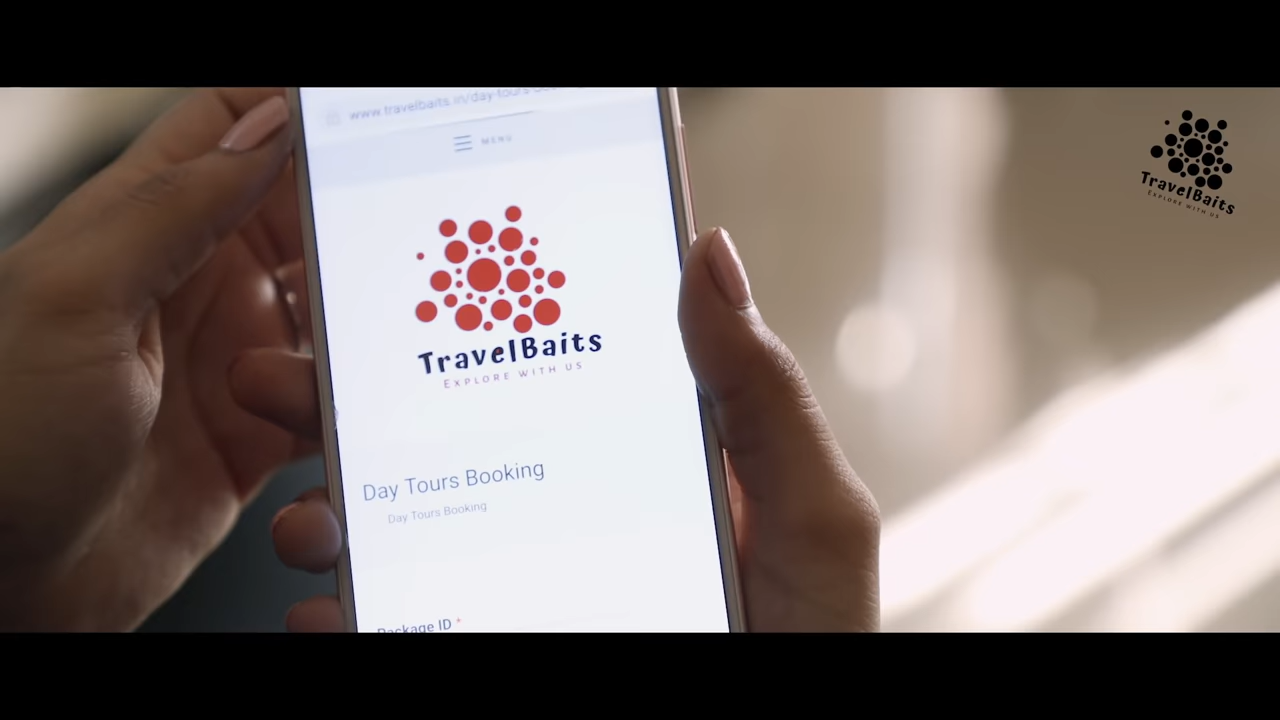 www.travelbaits.in/day-tours-
MENU
TravelBaits
EXPLORE WITH US
Day Tours Booking
Day Tours Booking
Package ID *
TravelBaits
EXPLORE WITH US